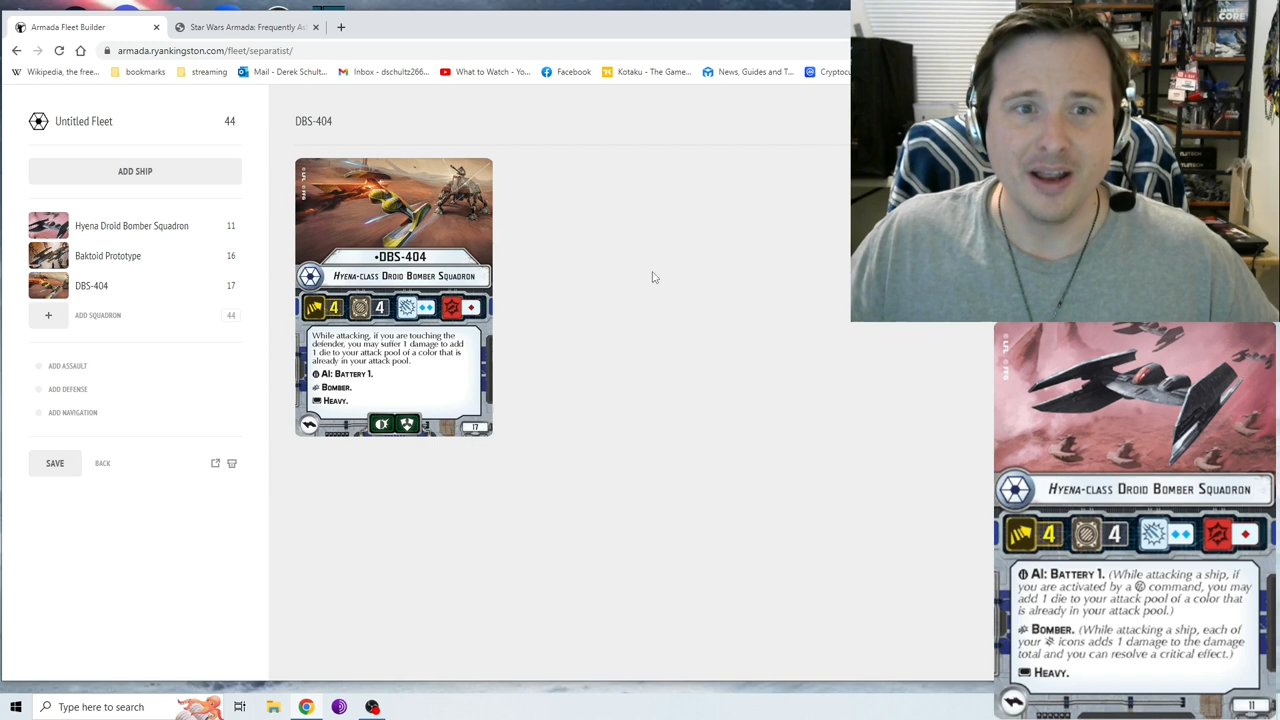 Armada Fleet Builder
Star Wars Armada: Frequently As
armada.ryankingston.com/fleet/separatist/
Wikipedia, the free...
bookmarks
Mail - Derek Schult...
Inbox - dschultz266...
What to Watch - Yo...
Facebook
Kotaku - The Game...
News, Guides and T...
Untitled Fleet 44
DBS-404
ADD SHIP
Hyena Droid Bomber Squadron 11
Baktoid Prototype 16
DBS-404 17
ADD SQUADRON 44
ADD ASSAULT
ADD DEFENSE
ADD NAVIGATION
SAVE BACK
© LFL © FFG
•DBS-404
HYENA-CLASS DROID BOMBER SQUADRON
4 4
While attacking, if you are touching the
defender, you may suffer 1 damage to add
1 die to your attack pool of a color that is
already in your attack pool.
AI: BATTERY 1.
BOMBER.
HEAVY.
17
© LFL © FFG
HYENA-CLASS DROID BOMBER SQUADRON
4 4
AI: BATTERY 1. (While attacking a ship, if
you are activated by a command, you may
add 1 die to your attack pool of a color that
is already in your attack pool.)
BOMBER. (While attacking a ship, each of
your icons adds 1 damage to the damage
total and you can resolve a critical effect.)
HEAVY.
11
Type here to search